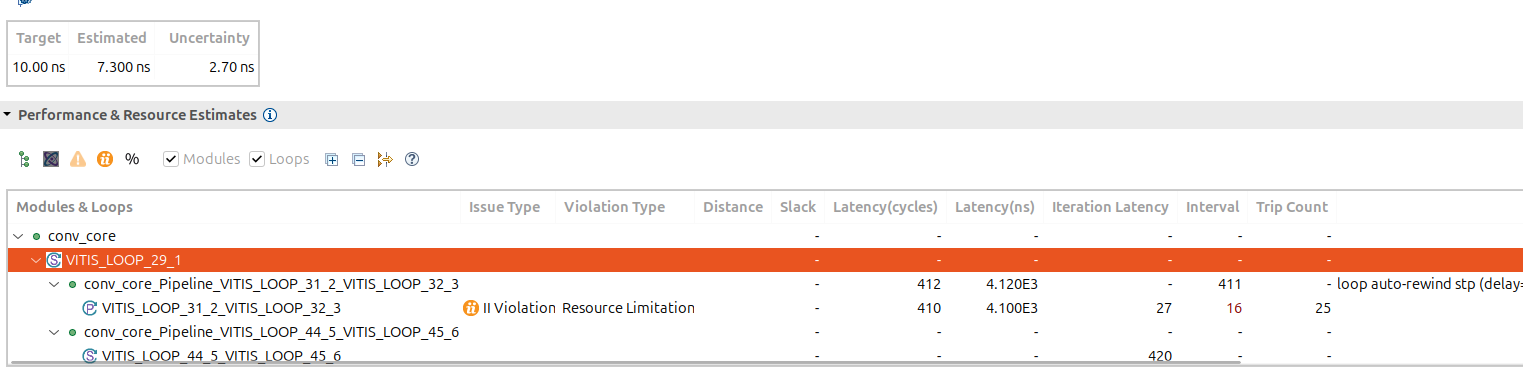 Target Estimated Uncertainty
10.00 ns 7.300 ns 2.70 ns
Performance & Resource Estimates
% Modules Loops
Modules & Loops Issue Type Violation Type Distance Slack Latency(cycles) Latency(ns) Iteration Latency Interval Trip Count
conv_core - - - - - - -
VITIS_LOOP_29_1 - - - - - - -
conv_core_Pipeline_VITIS_LOOP_31_2_VITIS_LOOP_32_3 - 412 4.120E3 - 411 - loop auto-rewind stp (delay=
VITIS_LOOP_31_2_VITIS_LOOP_32_3 II Violation Resource Limitation - 410 4.100E3 27 16 25
conv_core_Pipeline_VITIS_LOOP_44_5_VITIS_LOOP_45_6 - - - - - -
VITIS_LOOP_44_5_VITIS_LOOP_45_6 - - - 420 - -